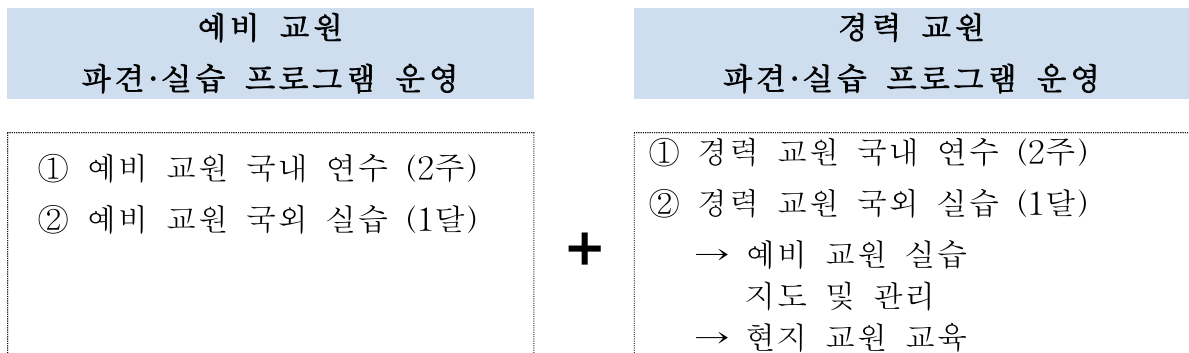 예비 교원
파견·실습 프로그램 운영
① 예비 교원 국내 연수 (2주)
② 예비 교원 국외 실습 (1달)
+
경력 교원
파견·실습 프로그램 운영
① 경력 교원 국내 연수 (2주)
② 경력 교원 국외 실습 (1달)
→ 예비 교원 실습
지도 및 관리
→ 현지 교원 교육